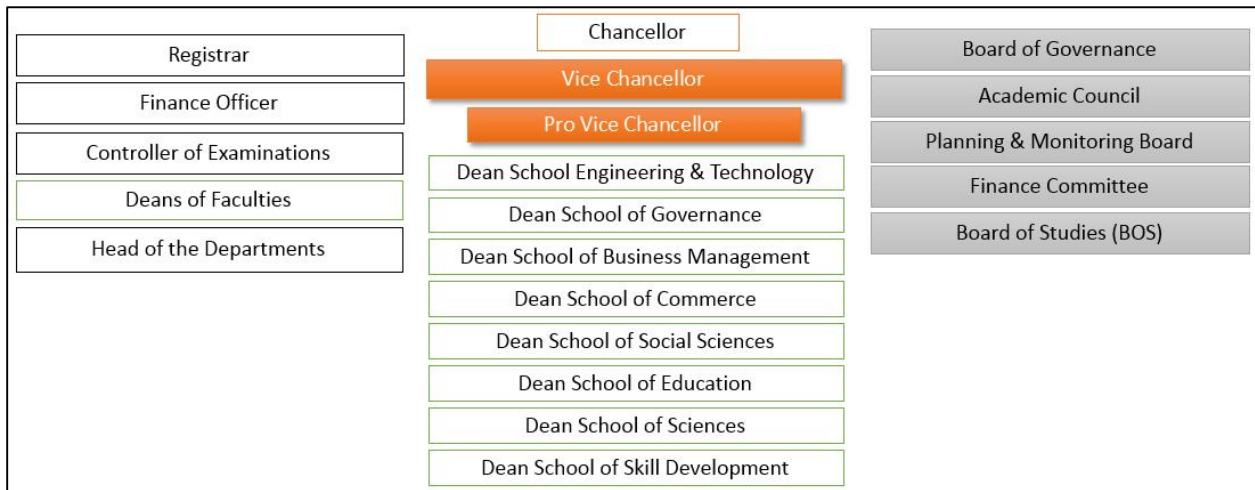 Registrar
Finance Officer
Controller of Examinations
Deans of Faculties
Head of the Departments
Chancellor
Vice Chancellor
Pro Vice Chancellor
Dean School Engineering & Technology
Dean School of Governance
Dean School of Business Management
Dean School of Commerce
Dean School of Social Sciences
Dean School of Education
Dean School of Sciences
Dean School of Skill Development
Board of Governance
Academic Council
Planning & Monitoring Board
Finance Committee
Board of Studies (BOS)